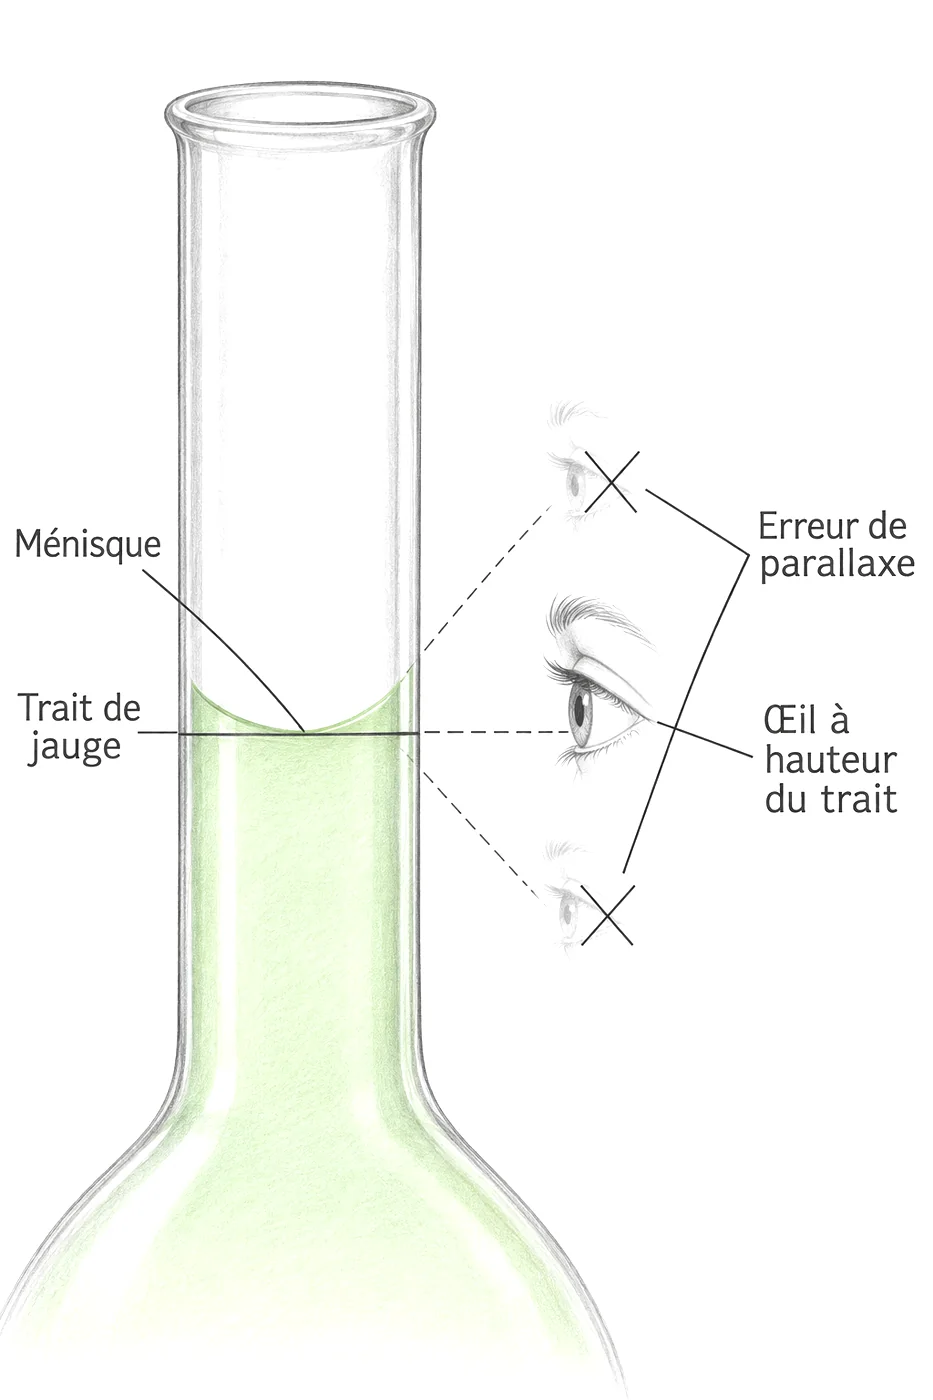 Ménisque
Trait de
jauge
Erreur de
parallaxe
Œil à
hauteur
du trait